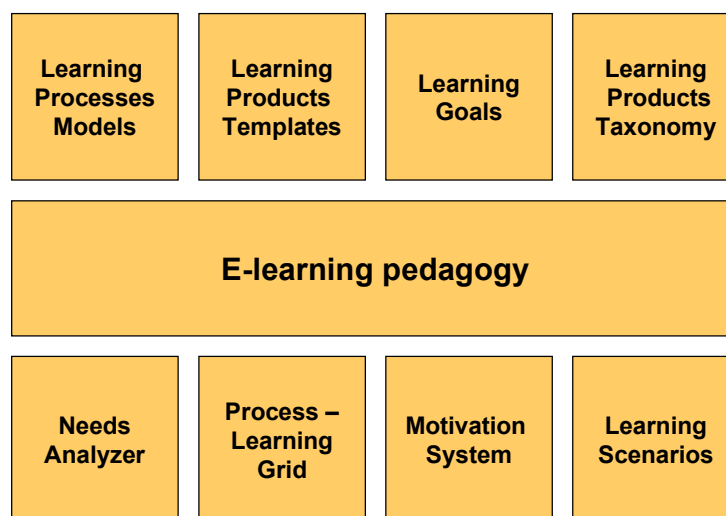 Learning
Processes
Models
Learning
Products
Templates
Learning
Goals
Learning
Products
Taxonomy
E-learning pedagogy
Needs
Analyzer
Process –
Learning
Grid
Motivation
System
Learning
Scenarios